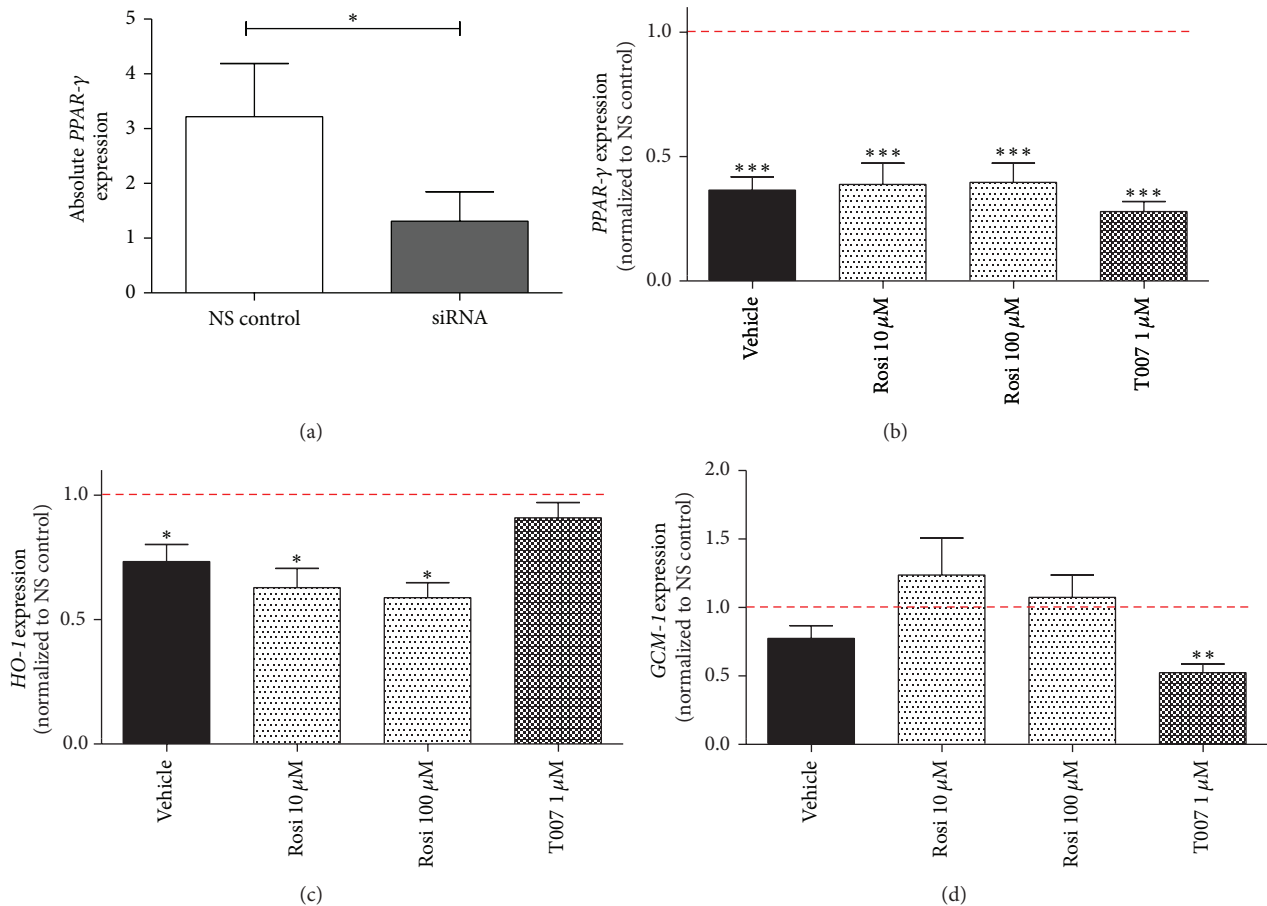 5
4
3
2
1
0
Absolute PPAR-γ
expression
*
NS control
siRNA
(a)
1.0
0.5
0.0
PPAR-γ expression
(normalized to NS control)
***
***
***
***
Vehicle
Rosi 10 μM
Rosi 100 μM
T007 1 μM
(b)
1.0
0.5
0.0
HO-1 expression
(normalized to NS control)
*
*
*
Vehicle
Rosi 10 μM
Rosi 100 μM
T007 1 μM
(c)
2.0
1.5
1.0
0.5
0.0
GCM-1 expression
(normalized to NS control)
**
Vehicle
Rosi 10 μM
Rosi 100 μM
T007 1 μM
(d)